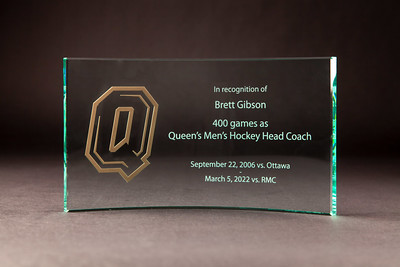 Q
In recognition of
Brett Gibson
400 games as
Queen's Men's Hockey Head Coach
September 22, 2006 vs. Ottawa
-
March 5, 2022 vs. RMC